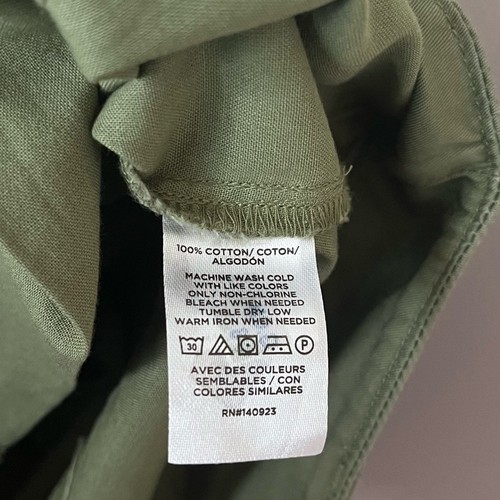 100% COTTON/ COTON/
ALGODÓN
MACHINE WASH COLD
WITH LIKE COLORS
ONLY NON-CHLORINE
BLEACH WHEN NEEDED
TUMBLE DRY LOW
WARM IRON WHEN NEEDED
30 P
AVEC DES COULEURS
SEMBLABLES / CON
COLORES SIMILARES
RN#140923